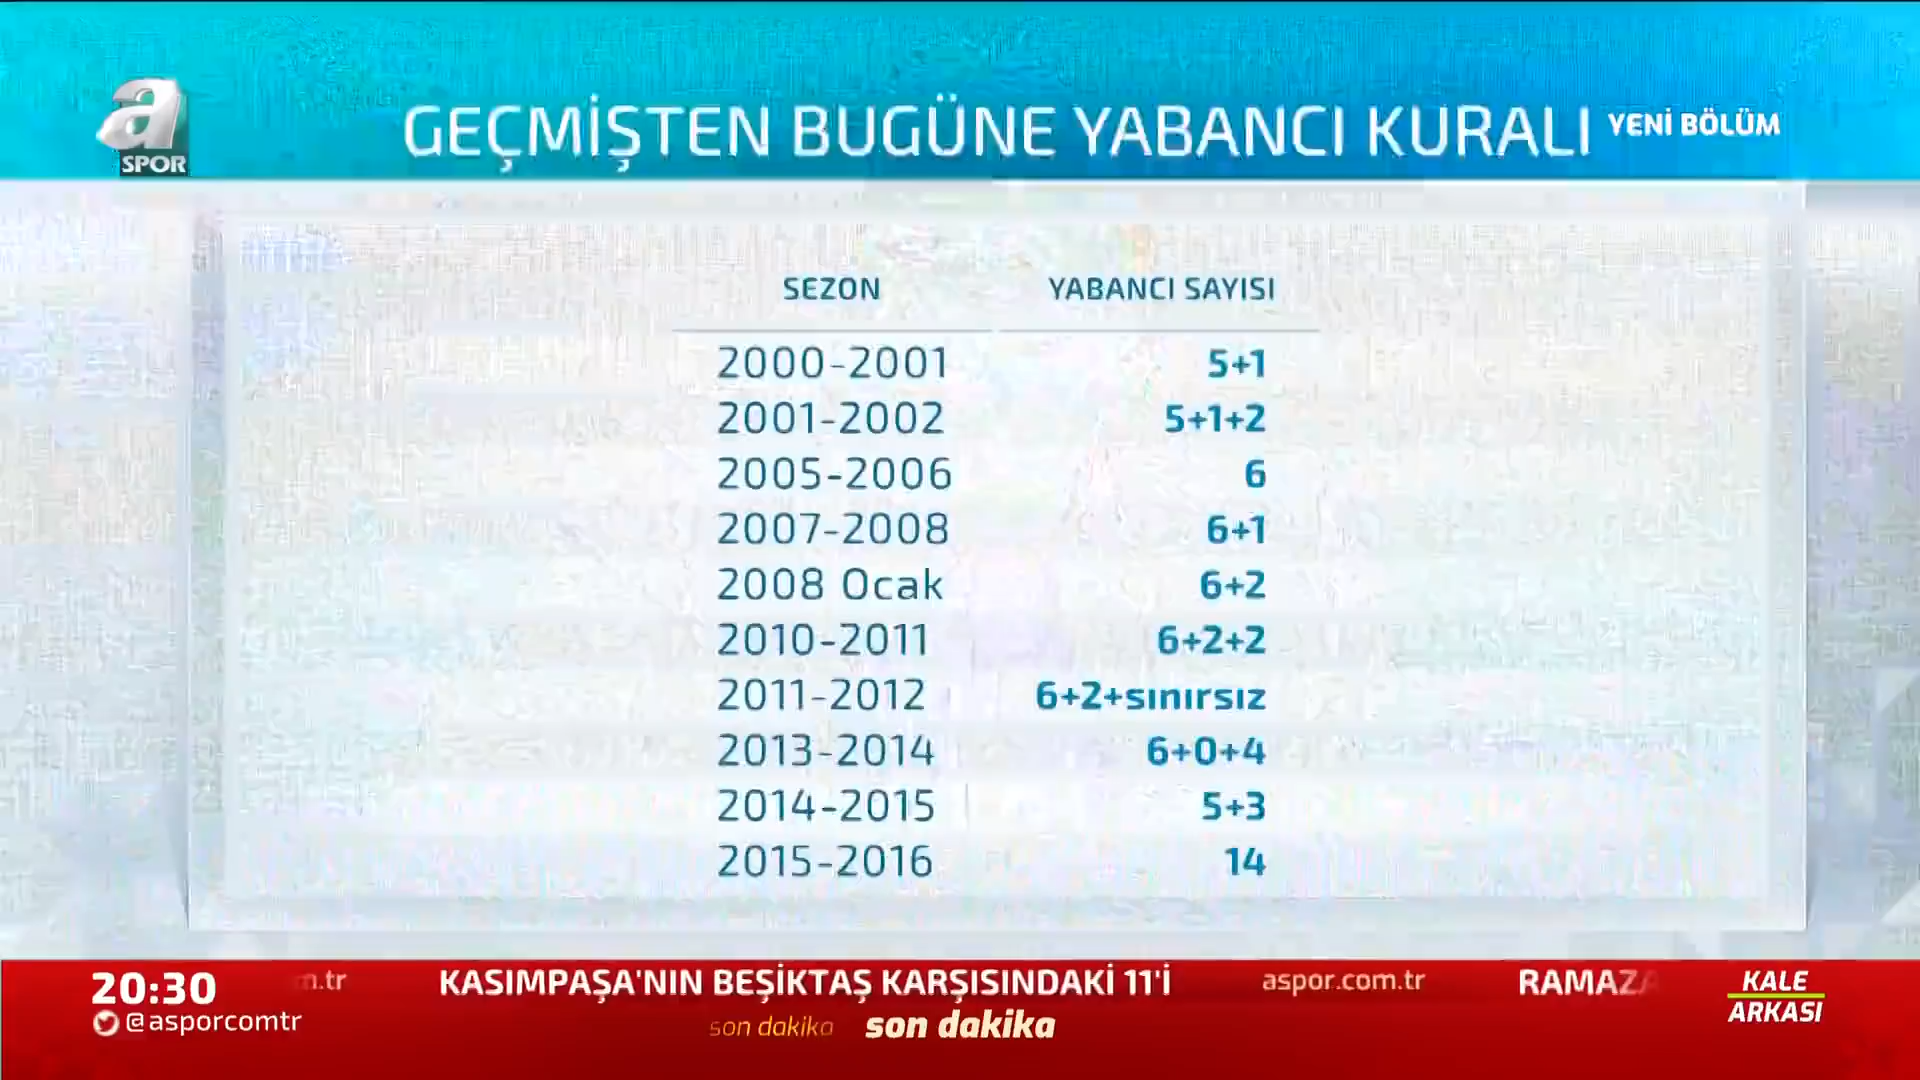 a
SPOR
GEÇMİŞTEN BUGÜNE YABANCI KURALI
YENİ BÖLÜM
SEZON YABANCI SAYISI
2000-2001 5+1
2001-2002 5+1+2
2005-2006 6
2007-2008 6+1
2008 Ocak 6+2
2010-2011 6+2+2
2011-2012 6+2+sınırsız
2013-2014 6+0+4
2014-2015 5+3
2015-2016 14
20:30 m.tr KASIMPAŞA'NIN BEŞİKTAŞ KARŞISINDAKİ 11'İ aspor.com.tr RAMAZA
@asporcomtr son dakika son dakika
KALE
ARKASI